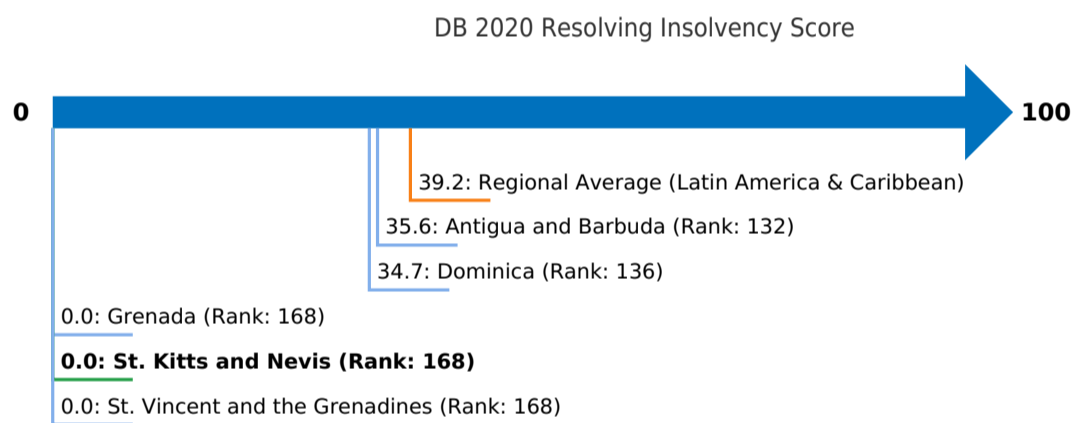 DB 2020 Resolving Insolvency Score
0
100
39.2: Regional Average (Latin America & Caribbean)
35.6: Antigua and Barbuda (Rank: 132)
34.7: Dominica (Rank: 136)
0.0: Grenada (Rank: 168)
0.0: St. Kitts and Nevis (Rank: 168)
0.0: St. Vincent and the Grenadines (Rank: 168)